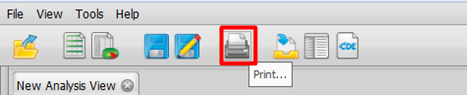 File View Tools Help
CDE
Print...
New Analysis View